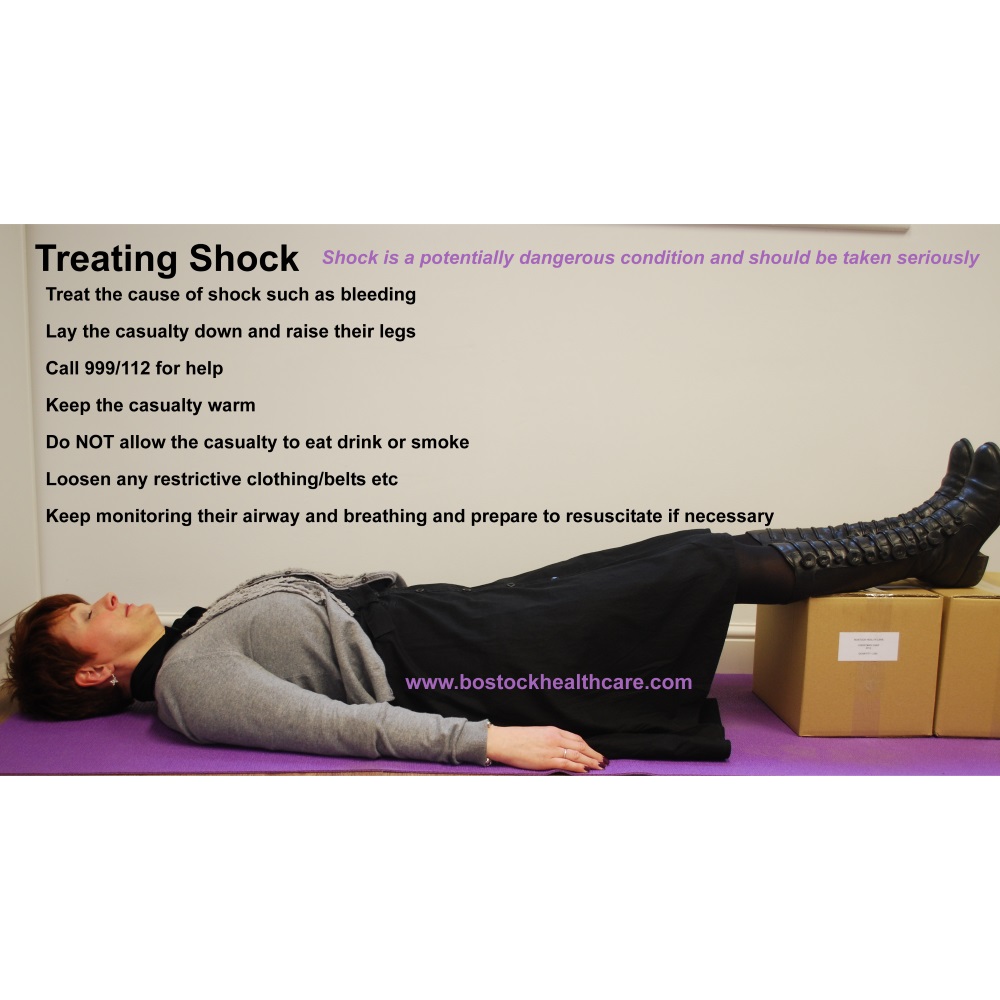 Treating Shock
Shock is a potentially dangerous condition and should be taken seriously
Treat the cause of shock such as bleeding
Lay the casualty down and raise their legs
Call 999/112 for help
Keep the casualty warm
Do NOT allow the casualty to eat drink or smoke
Loosen any restrictive clothing/belts etc
Keep monitoring their airway and breathing and prepare to resuscitate if necessary
www.bostockhealthcare.com